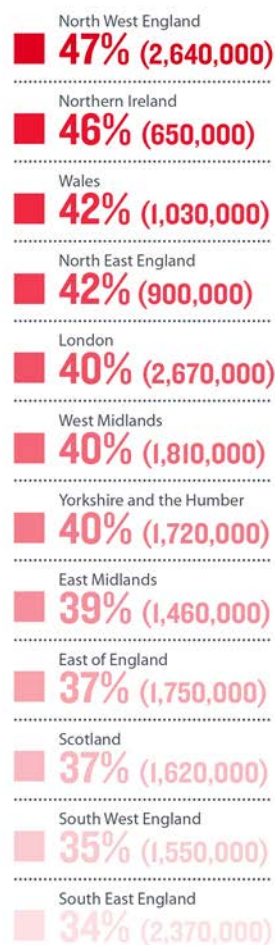 North West England
47% (2,640,000)
Northern Ireland
46% (650,000)
Wales
42% (1,030,000)
North East England
42% (900,000)
London
40% (2,670,000)
West Midlands
40% (1,810,000)
Yorkshire and the Humber
40% (1,720,000)
East Midlands
39% (1,460,000)
East of England
37% (1,750,000)
Scotland
37% (1,620,000)
South West England
35% (1,550,000)
South East England
34% (2,370,000)